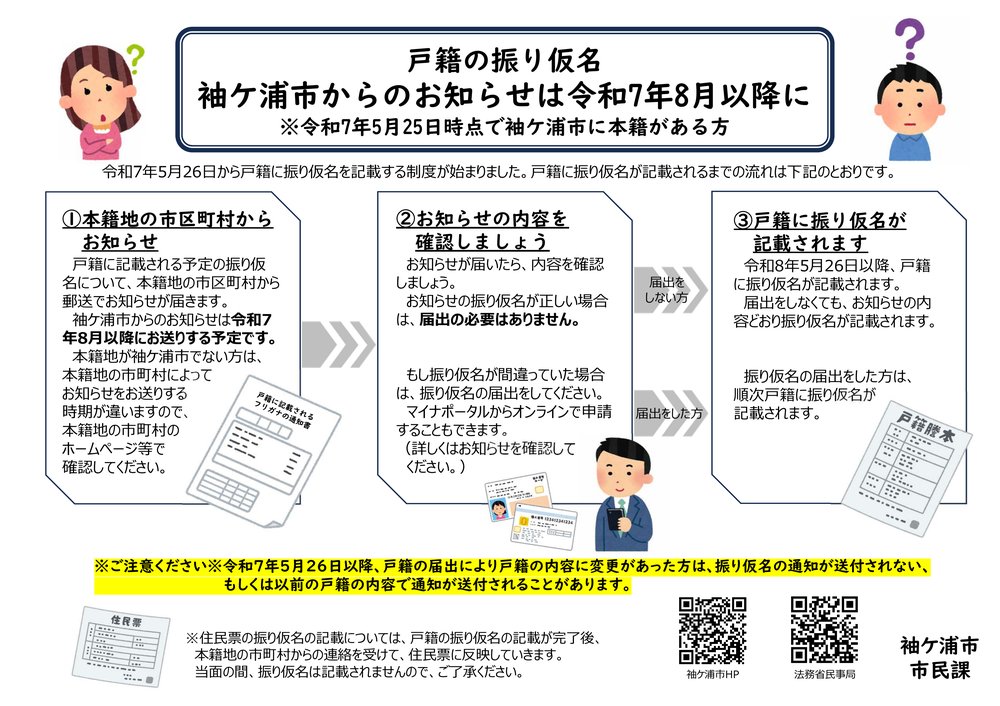 戸籍の振り仮名
袖ケ浦市からのお知らせは令和7年8月以降に
※令和7年5月25日時点で袖ケ浦市に本籍がある方
令和7年5月26日から戸籍に振り仮名を記載する制度が始まりました。戸籍に振り仮名が記載されるまでの流れは下記のとおりです。
①本籍地の市区町村から
お知らせ
戸籍に記載される予定の振り仮
名について、本籍地の市区町村から
郵送でお知らせが届きます。
袖ケ浦市からのお知らせは令和7
年8月以降にお送りする予定です。
本籍地が袖ケ浦市でない方は、
本籍地の市町村によって
お知らせをお送りする
時期が違いますので、
本籍地の市町村の
ホームページ等で
確認してください。
戸籍に記載される
フリガナの通知書
②お知らせの内容を
確認しましょう
お知らせが届いたら、内容を確認
しましょう。
お知らせの振り仮名が正しい場合
は、届出の必要はありません。
もし振り仮名が間違っていた場合
は、振り仮名の届出をしてください。
マイナポータルからオンラインで申請
することもできます。
（詳しくはお知らせを確認して
ください。）
届出を
しない方
届出をした方
③戸籍に振り仮名が
記載されます
令和8年5月26日以降、戸籍
に振り仮名が記載されます。
届出をしなくても、お知らせの内
容どおり振り仮名が記載されます。
振り仮名の届出をした方は、
順次戸籍に振り仮名が
記載されます。
戸籍謄本
※ご注意ください※令和7年5月26日以降、戸籍の届出により戸籍の内容に変更があった方は、振り仮名の通知が送付されない、
もしくは以前の戸籍の内容で通知が送付されることがあります。
住民票
※住民票の振り仮名の記載については、戸籍の振り仮名の記載が完了後、
本籍地の市町村からの連絡を受けて、住民票に反映していきます。
当面の間、振り仮名は記載されませんので、ご了承ください。
袖ケ浦市HP
法務省民事局
袖ケ浦市
市民課